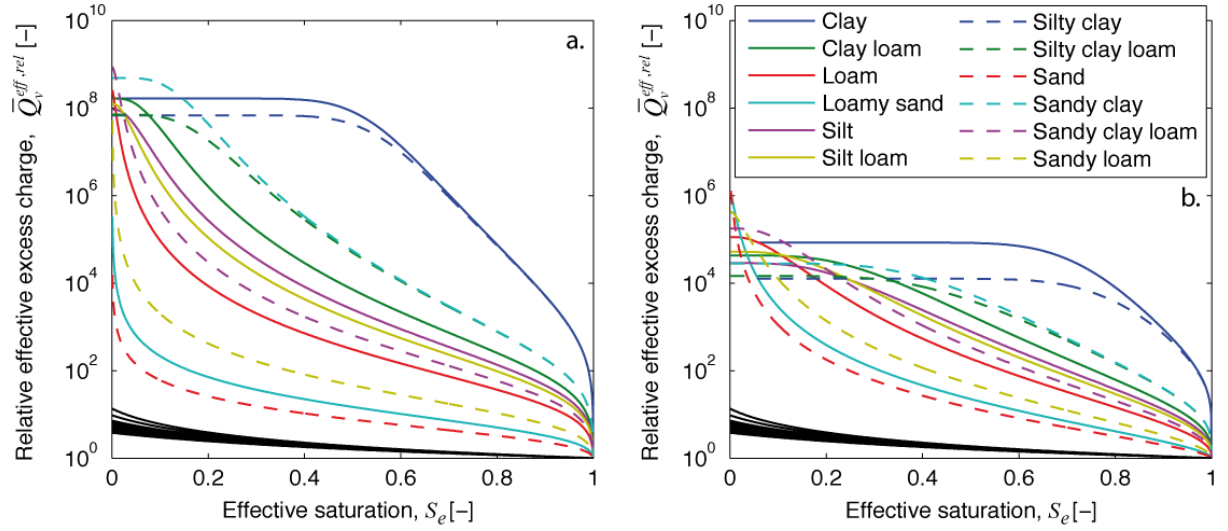 Relative effective excess charge, Q̄_v^{eff,rel} [-]
10^10
10^8
10^6
10^4
10^2
10^0
a.
0 0.2 0.4 0.6 0.8 1
Effective saturation, S_e [-]
Relative effective excess charge, Q̄_v^{eff,rel} [-]
10^10
10^8
10^6
10^4
10^2
10^0
Clay
Clay loam
Loam
Loamy sand
Silt
Silt loam
Silty clay
Silty clay loam
Sand
Sandy clay
Sandy clay loam
Sandy loam
b.
0 0.2 0.4 0.6 0.8 1
Effective saturation, S_e [-]